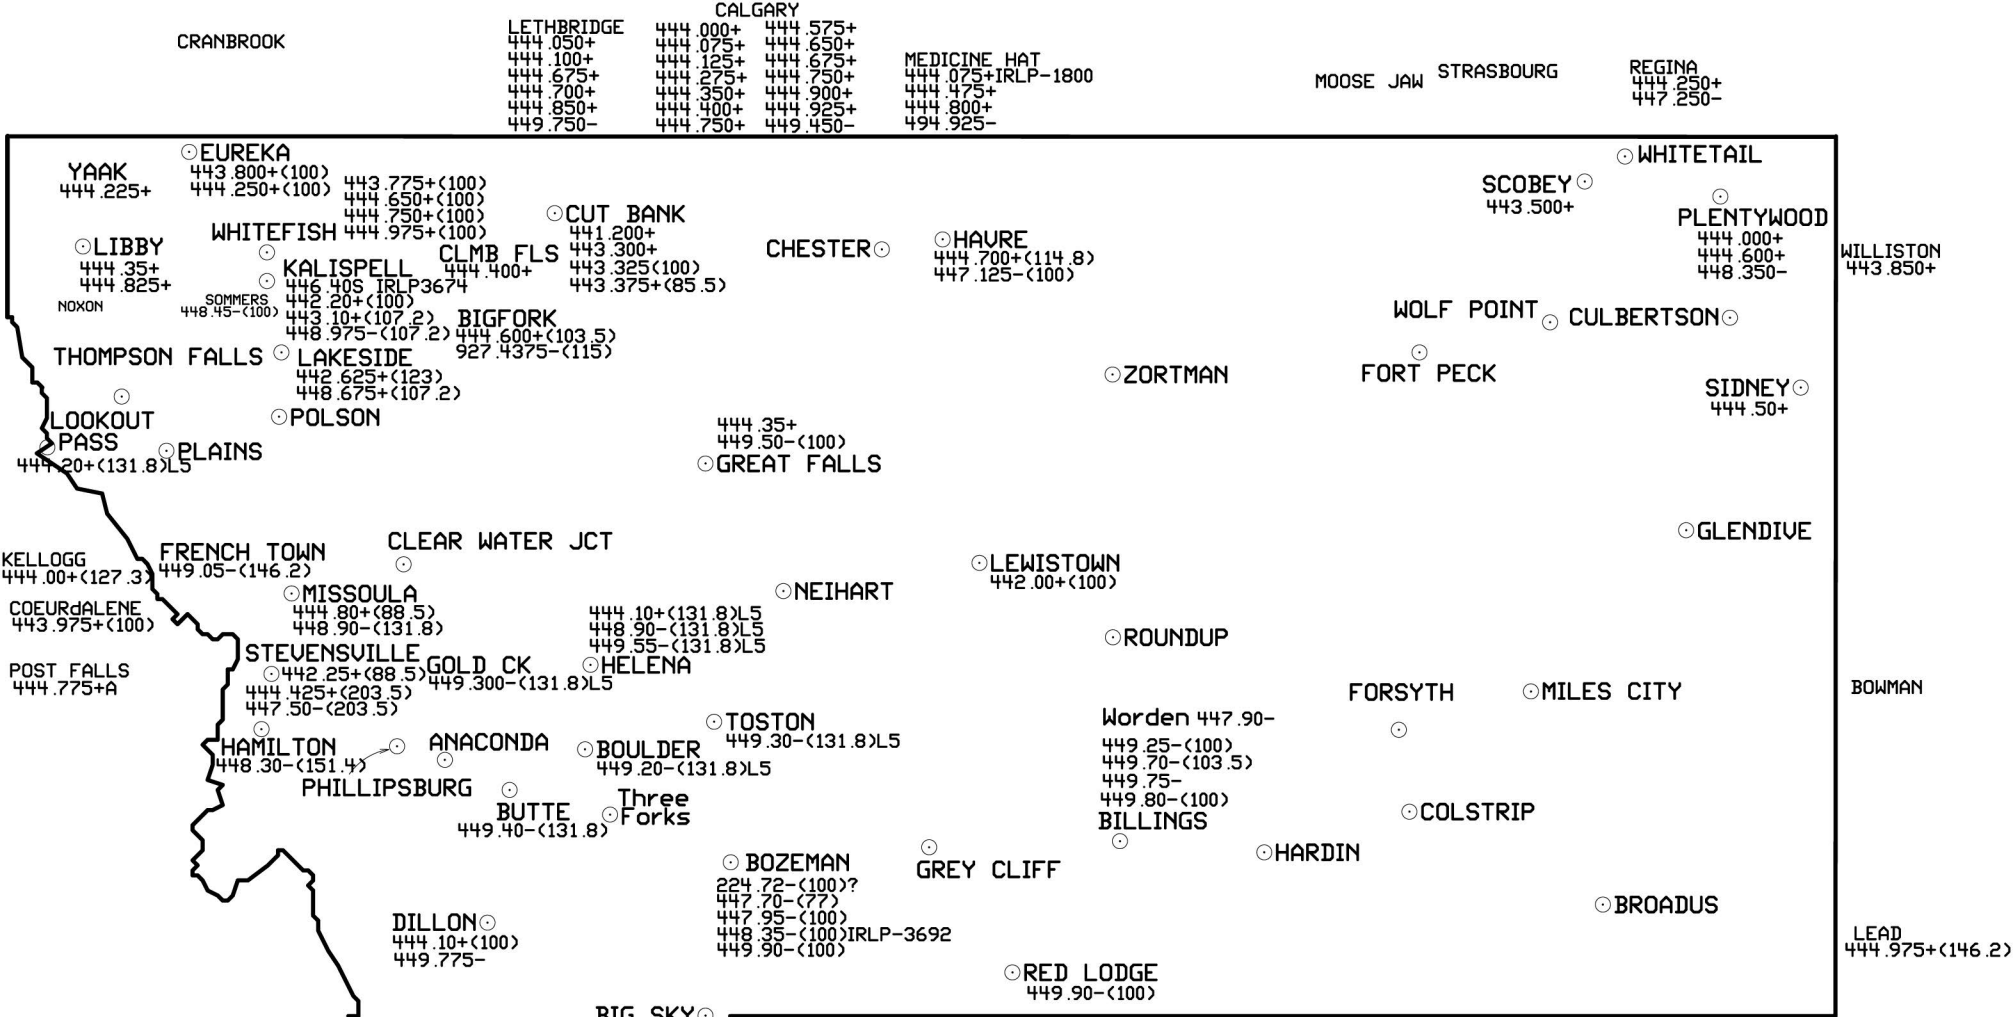 CRANBROOK
LETHBRIDGE
444.050+
444.100+
444.675+
444.700+
444.850+
449.750-
CALGARY
444.000+ 444.575+
444.075+ 444.650+
444.125+ 444.675+
444.275+ 444.750+
444.350+ 444.900+
444.400+ 444.925+
444.750+ 449.450-
MEDICINE HAT
444.075+IRLP-1800
444.475+
444.800+
494.925-
MOOSE JAW
STRASBOURG
REGINA
444.250+
447.250-
YAAK
444.225+
EUREKA
443.800+(100)
444.250+(100)
443.775+(100)
444.650+(100)
444.750+(100)
444.975+(100)
WHITEFISH
CUT BANK
441.200+
443.300+
443.325(100)
443.375+(85.5)
CHESTER
HAVRE
444.700+(114.8)
447.125-(100)
SCOBEY
443.500+
WHITETAIL
PLENTYWOOD
444.000+
444.600+
448.350-
WILLISTON
443.850+
LIBBY
444.35+
444.825+
NOXON
CLMB FLS
444.400+
KALISPELL
446.40S IRLP3674
442.20+(100)
443.10+(107.2)
448.975-(107.2)
SOMMERS
448.45-(100)
BIGFORK
444.600+(103.5)
927.4375-(115)
THOMPSON FALLS
LAKESIDE
442.625+(123)
448.675+(107.2)
WOLF POINT
CULBERTSON
FORT PECK
ZORTMAN
SIDNEY
444.50+
LOOKOUT
PASS
444.20+(131.8)L5
POLSON
PLAINS
444.35+
449.50-(100)
GREAT FALLS
GLENDIVE
KELLOGG
444.00+(127.3)
FRENCH TOWN
449.05-(146.2)
CLEAR WATER JCT
LEWISTOWN
442.00+(100)
NEIHART
COEURdALENE
443.975+(100)
MISSOULA
444.80+(88.5)
448.90-(131.8)
444.10+(131.8)L5
448.90-(131.8)L5
449.55-(131.8)L5
HELENA
ROUNDUP
POST FALLS
444.775+A
STEVENSVILLE
442.25+(88.5)
444.425+(203.5)
447.50-(203.5)
GOLD CK
449.300-(131.8)L5
FORSYTH
MILES CITY
BOWMAN
HAMILTON
448.30-(151.4)
PHILLIPSBURG
ANACONDA
BOULDER
449.20-(131.8)L5
TOSTON
449.30-(131.8)L5
Worden 447.90-
449.25-(100)
449.70-(103.5)
449.75-
449.80-(100)
BILLINGS
BUTTE
449.40-(131.8)
Three
Forks
COLSTRIP
HARDIN
GREY CLIFF
BOZEMAN
224.72-(100)?
447.70-(77)
447.95-(100)
448.35-(100)IRLP-3692
449.90-(100)
BROADUS
DILLON
444.10+(100)
449.775-
LEAD
444.975+(146.2)
RED LODGE
449.90-(100)
BIG SKY